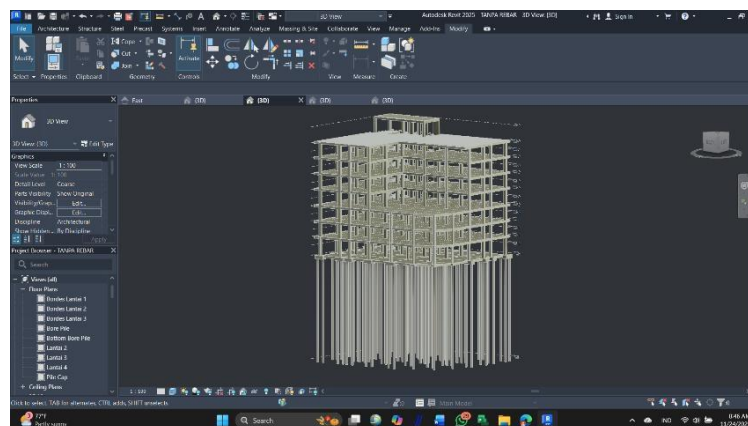 3D View
Autodesk Revit 2025 TANPA REBAR 3D View: {3D}
Sign In
File Architecture Structure Steel Precast Systems Insert Annotate Analyze Massing & Site Collaborate View Manage Add-Ins Modify
Modify
Cope
Cut
Join
Activate
Select Properties Clipboard Geometry Controls Modify View Measure Create
Properties X
East {3D} {3D} X {3D} {3D}
3D View
3D View: {3D} Edit Type
Graphics
View Scale 1 : 100
Scale Value 1: 100
Detail Level Coarse
Parts Visibility Show Original
Visibility/Grap... Edit...
Graphic Displ... Edit...
Discipline Architectural
Show Hidden... By Discipline
Apply
Project Browser - TANPA REBAR X
Search
Views (all)
Floor Plans
Bordes Lantai 1
Bordes Lantai 2
Bordes Lantai 3
Bore Pile
Bottom Bore Pile
Lantai 2
Lantai 3
Lantai 4
Pile Cap
Ceiling Plans
1 : 100
Click to select, TAB for alternates, CTRL adds, SHIFT unselects.
Main Model
77°F
Partly sunny
Search
IND
8:46 AM